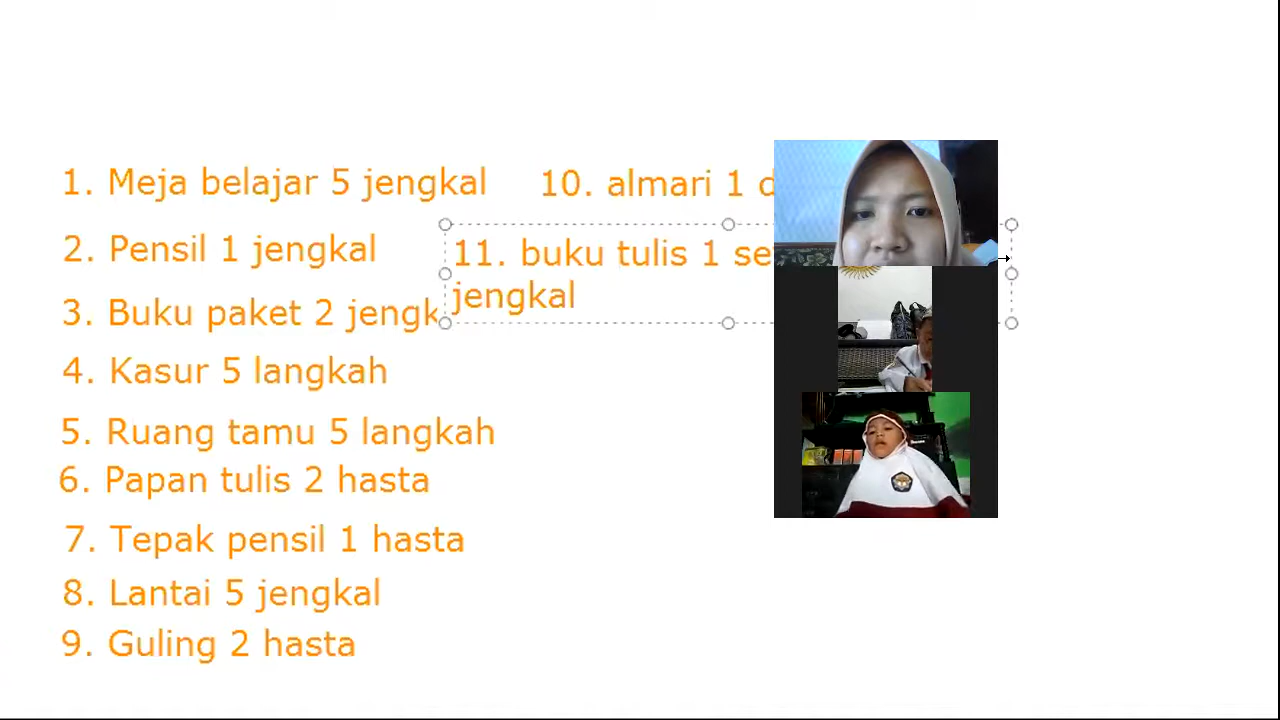 1. Meja belajar 5 jengkal
2. Pensil 1 jengkal
3. Buku paket 2
4. Kasur 5 langkah
5. Ruang tamu 5 langkah
6. Papan tulis 2 hasta
7. Tepak pensil 1 hasta
8. Lantai 5 jengkal
9. Guling 2 hasta
10. almari 1
11. buku tulis 1
jengkal